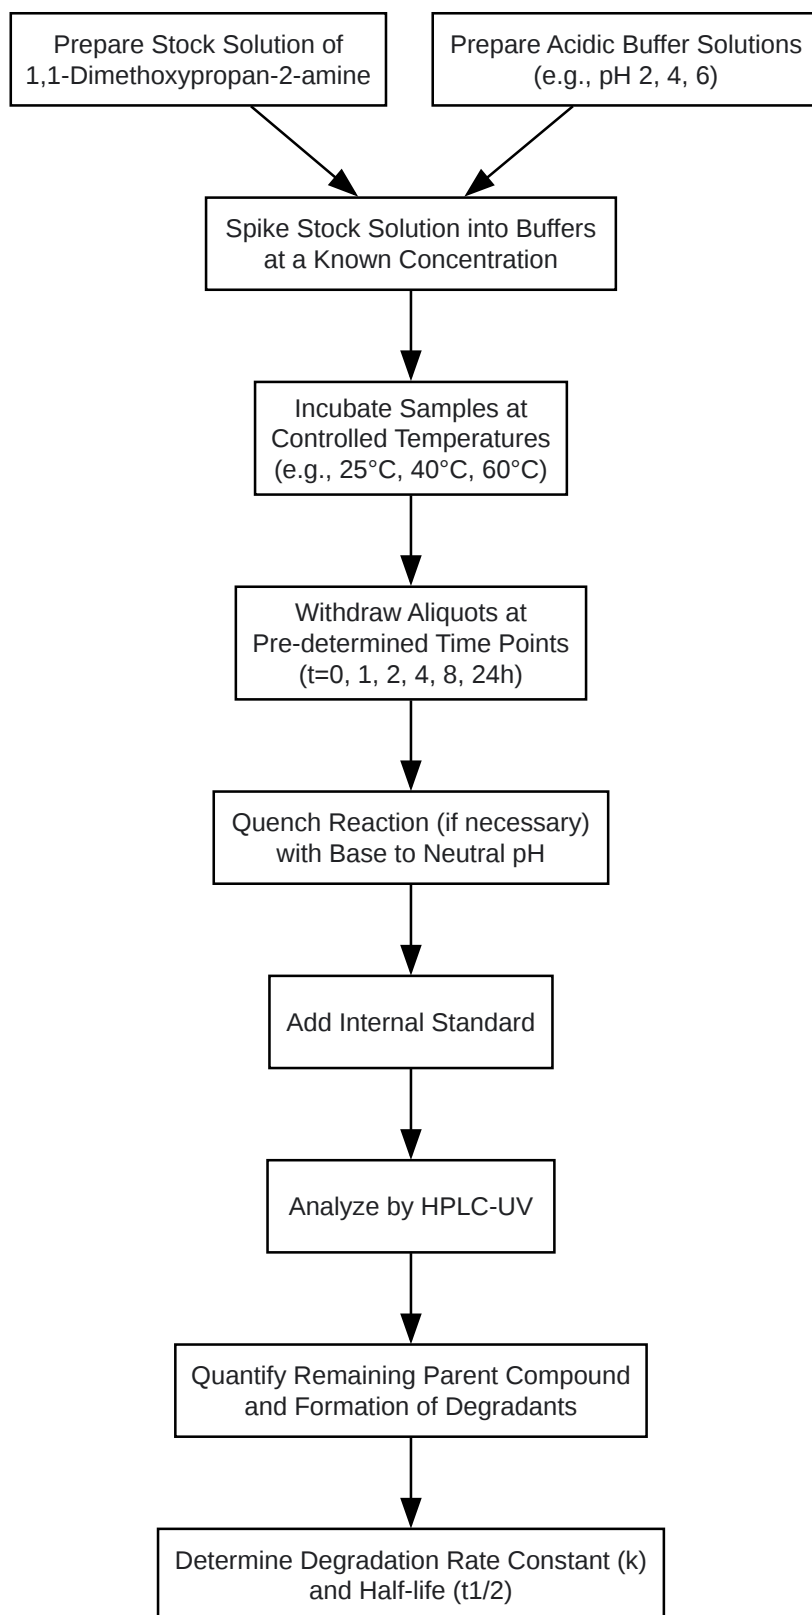 Prepare Stock Solution of
1,1-Dimethoxypropan-2-amine
Prepare Acidic Buffer Solutions
(e.g., pH 2, 4, 6)
Spike Stock Solution into Buffers
at a Known Concentration
Incubate Samples at
Controlled Temperatures
(e.g., 25°C, 40°C, 60°C)
Withdraw Aliquots at
Pre-determined Time Points
(t=0, 1, 2, 4, 8, 24h)
Quench Reaction (if necessary)
with Base to Neutral pH
Add Internal Standard
Analyze by HPLC-UV
Quantify Remaining Parent Compound
and Formation of Degradants
Determine Degradation Rate Constant (k)
and Half-life (t1/2)